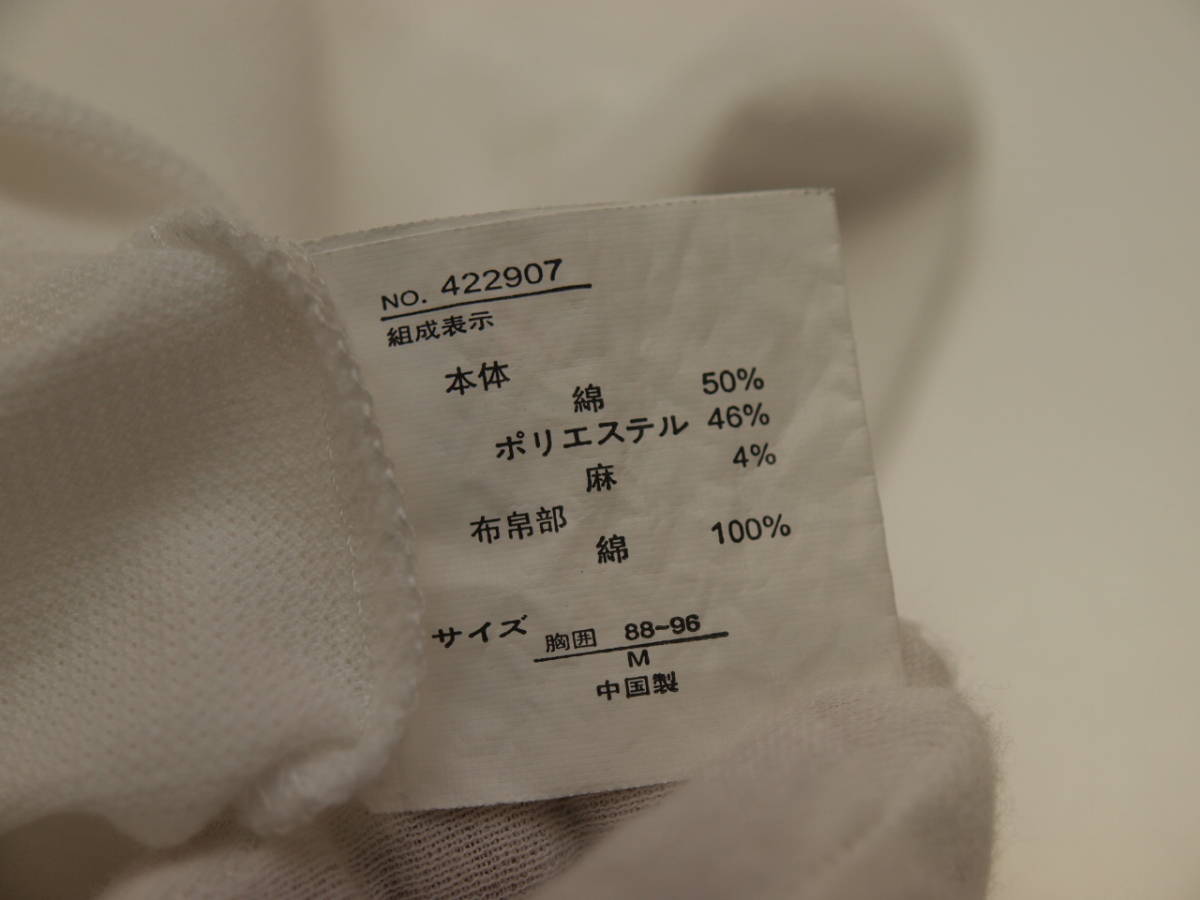 NO. 422907
組成表示
本体
綿 50%
ポリエステル 46%
麻 4%
布帛部
綿 100%
サイズ 胸囲 88-96
M
中国製